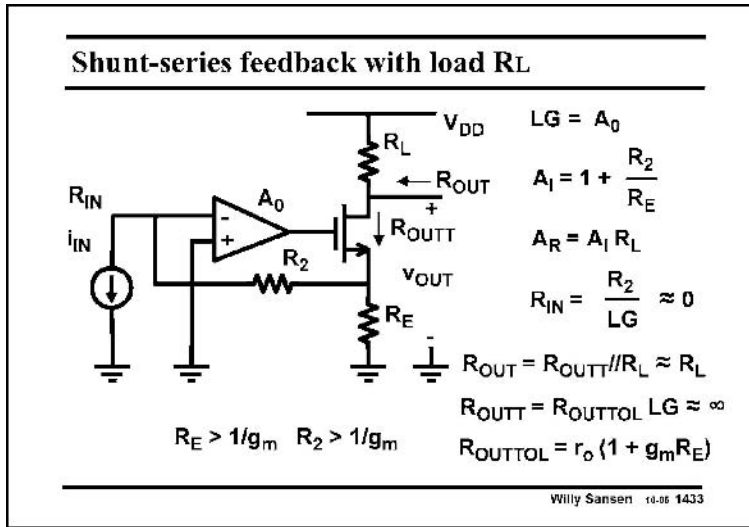 Shunt-series feedback with load RL
VDD
RL
ROUT
+
RIN
A0
-
+
iIN
ROUTT
R2
vOUT
RE
-
LG = A0
AI = 1 + R2/RE
AR = AI RL
RIN = R2/LG ≈ 0
ROUT = ROUTT//RL ≈ RL
ROUTT = ROUTTOL LG ≈ ∞
RE > 1/gm R2 > 1/gm
ROUTTOL = ro (1 + gmRE)
Willy Sansen 10-05 1433